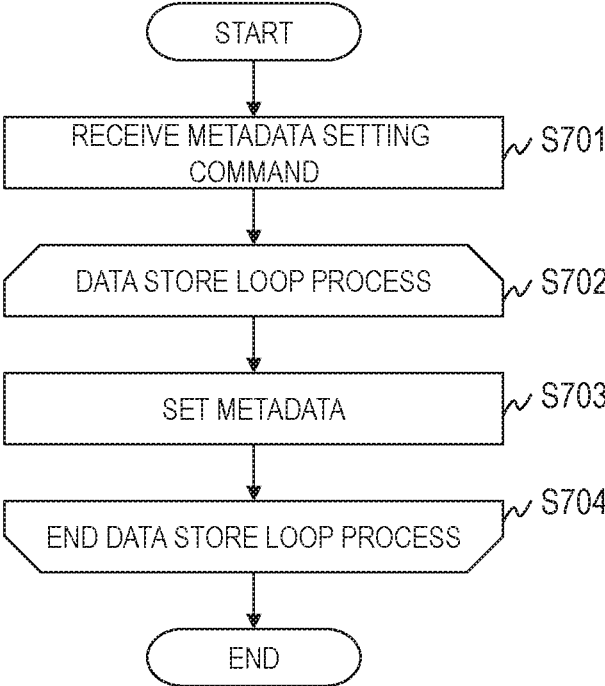 START
RECEIVE METADATA SETTING
COMMAND
S701
DATA STORE LOOP PROCESS
S702
SET METADATA
S703
END DATA STORE LOOP PROCESS
S704
END